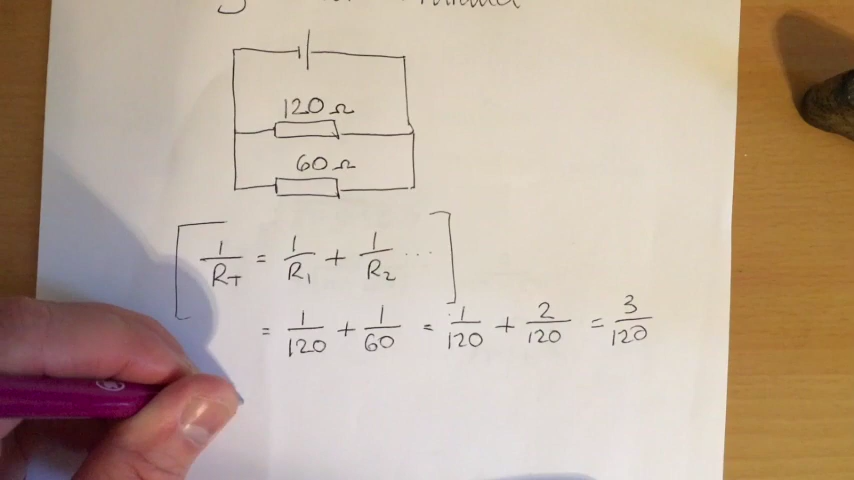 120 Ω
60 Ω
[ 1/R_T = 1/R_1 + 1/R_2 ... ]
= 1/120 + 1/60 = 1/120 + 2/120 = 3/120